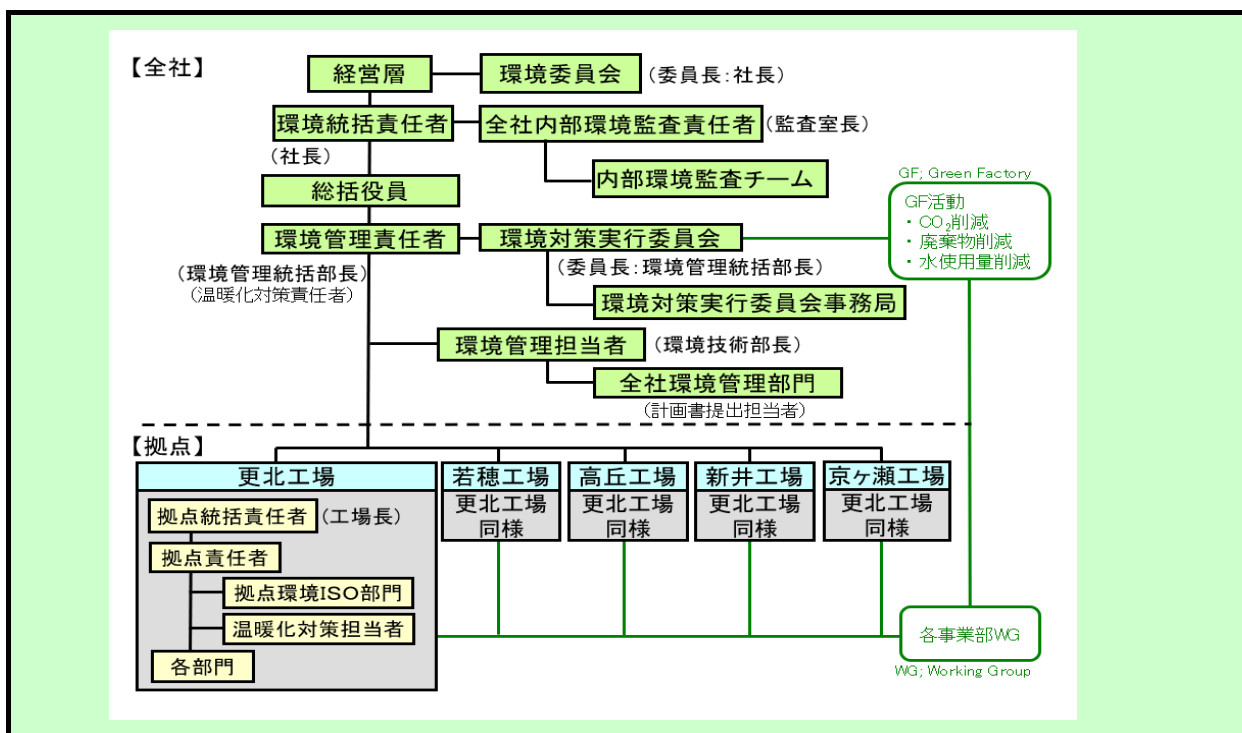 【全社】
経営層
環境委員会
(委員長:社長)
環境統括責任者
全社内部環境監査責任者
(監査室長)
(社長)
内部環境監査チーム
総括役員
GF; Green Factory
GF活動
・ CO₂削減
・ 廃棄物削減
・ 水使用量削減
環境管理責任者
環境対策実行委員会
(環境管理統括部長)
(温暖化対策責任者)
(委員長:環境管理統括部長)
環境対策実行委員会事務局
環境管理担当者
(環境技術部長)
全社環境管理部門
(計画書提出担当者)
【拠点】
更北工場
拠点統括責任者
(工場長)
拠点責任者
拠点環境ISO部門
温暖化対策担当者
各部門
若穂工場
更北工場
同様
高丘工場
更北工場
同様
新井工場
更北工場
同様
京ヶ瀬工場
更北工場
同様
各事業部WG
WG; Working Group